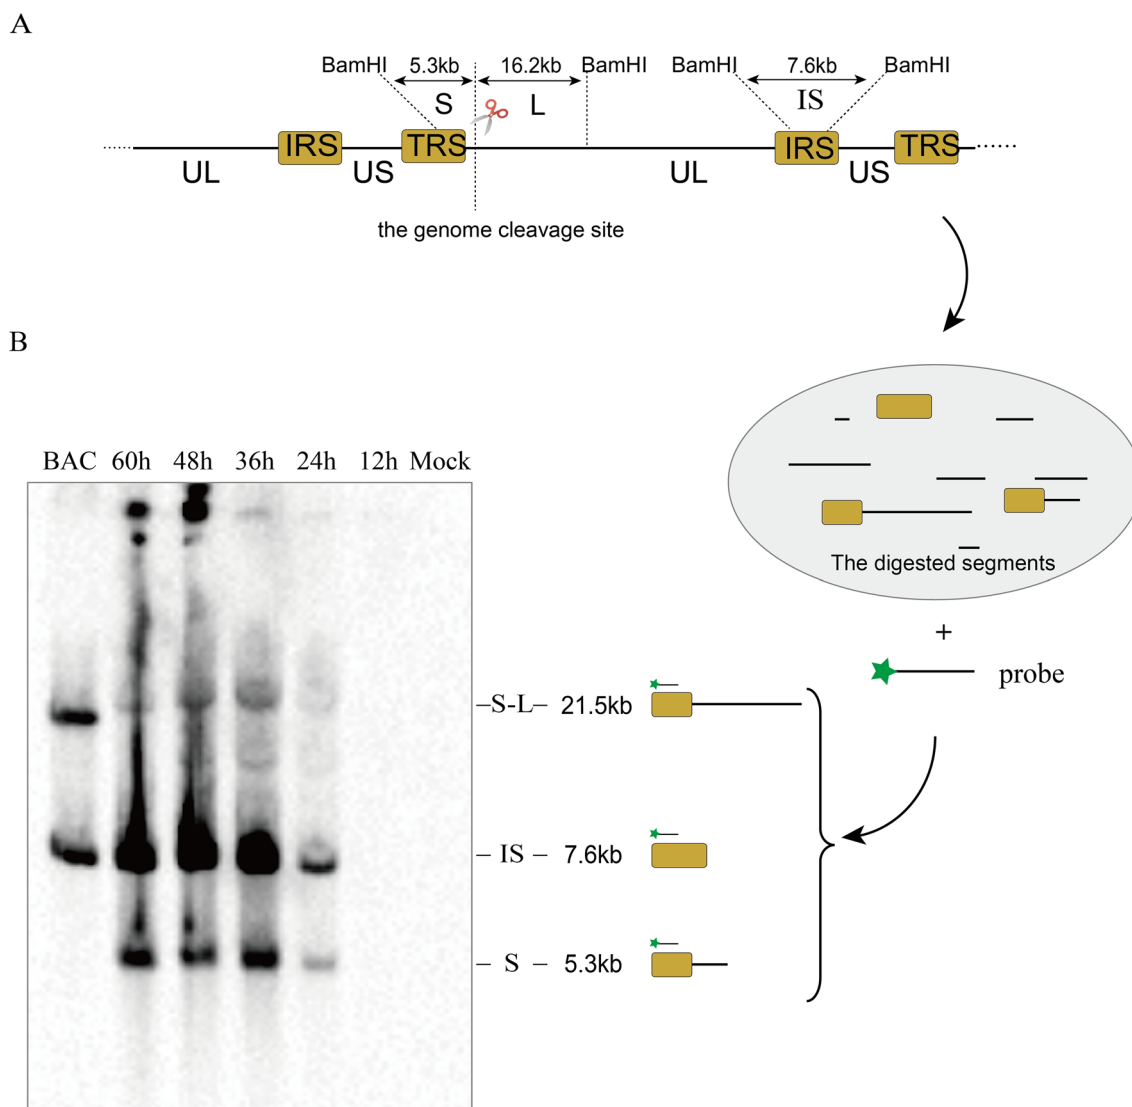 A
BamHI 5.3kb 16.2kb BamHI BamHI 7.6kb BamHI
S L IS
IRS TRS IRS TRS
UL US UL US
the genome cleavage site
B
BAC 60h 48h 36h 24h 12h Mock
The digested segments
+
probe
–S-L– 21.5kb
– IS – 7.6kb
– S – 5.3kb